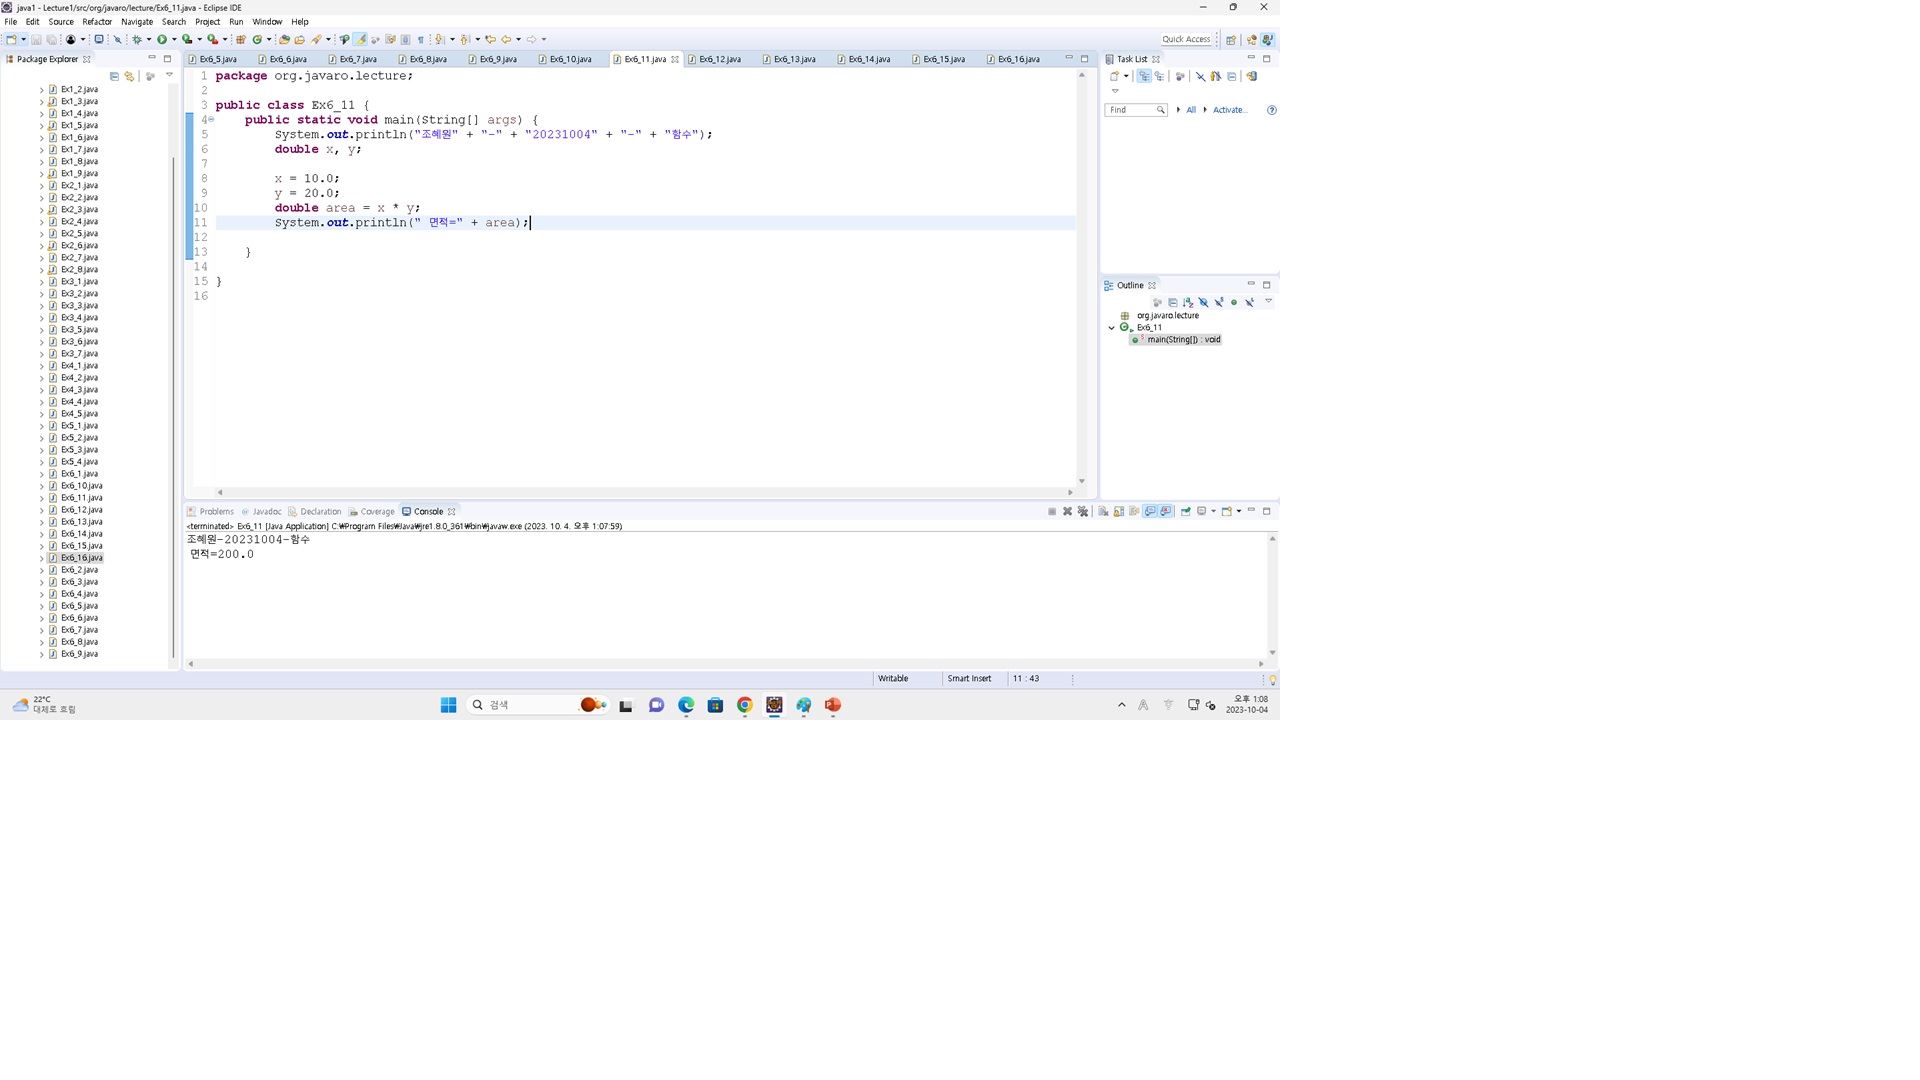 java1 - Lecture1/src/org/javaro/lecture/Ex6_11.java - Eclipse IDE
File Edit Source Refactor Navigate Search Project Run Window Help
Quick Access
Package Explorer
Ex1_2.java
Ex1_3.java
Ex1_4.java
Ex1_5.java
Ex1_6.java
Ex1_7.java
Ex1_8.java
Ex1_9.java
Ex2_1.java
Ex2_2.java
Ex2_3.java
Ex2_4.java
Ex2_5.java
Ex2_6.java
Ex2_7.java
Ex2_8.java
Ex3_1.java
Ex3_2.java
Ex3_3.java
Ex3_4.java
Ex3_5.java
Ex3_6.java
Ex3_7.java
Ex4_1.java
Ex4_2.java
Ex4_3.java
Ex4_4.java
Ex4_5.java
Ex5_1.java
Ex5_2.java
Ex5_3.java
Ex5_4.java
Ex6_1.java
Ex6_10.java
Ex6_11.java
Ex6_12.java
Ex6_13.java
Ex6_14.java
Ex6_15.java
Ex6_16.java
Ex6_2.java
Ex6_3.java
Ex6_4.java
Ex6_5.java
Ex6_6.java
Ex6_7.java
Ex6_8.java
Ex6_9.java
Ex6_5.java Ex6_6.java Ex6_7.java Ex6_8.java Ex6_9.java Ex6_10.java Ex6_11.java Ex6_12.java Ex6_13.java Ex6_14.java Ex6_15.java Ex6_16.java
1 package org.javaro.lecture;
2
3 public class Ex6_11 {
4     public static void main(String[] args) {
5         System.out.println("조혜원" + "-" + "20231004" + "-" + "함수");
6         double x, y;
7
8         x = 10.0;
9         y = 20.0;
10         double area = x * y;
11         System.out.println(" 면적=" + area);
12
13     }
14
15 }
16
Task List
Find All Activate...
Outline
org.javaro.lecture
Ex6_11
main(String[]) : void
Problems Javadoc Declaration Coverage Console
<terminated> Ex6_11 [Java Application] C:₩Program Files₩Java₩jre1.8.0_361₩bin₩javaw.exe (2023. 10. 4. 오후 1:07:59)
조혜원-20231004-함수
 면적=200.0
Writable Smart Insert 11 : 43
22°C
대체로 흐림
검색
오후 1:08
2023-10-04